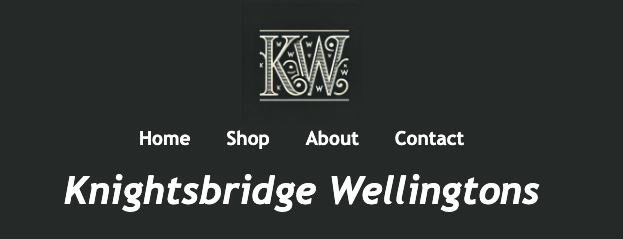 KW
Home Shop About Contact
Knightsbridge Wellingtons